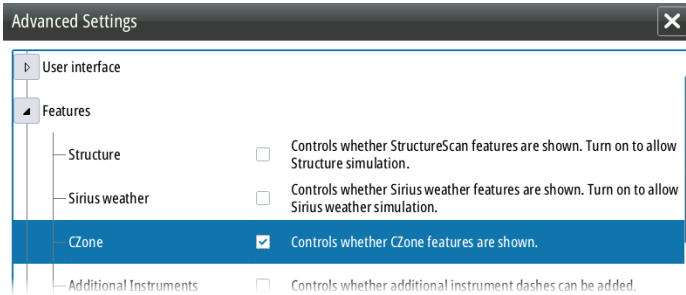 Advanced Settings
User interface
Features
Structure
Controls whether StructureScan features are shown. Turn on to allow
Structure simulation.
Sirius weather
Controls whether Sirius weather features are shown. Turn on to allow
Sirius weather simulation.
CZone
Controls whether CZone features are shown.
Additional Instruments
Controls whether additional instrument dashes can be added.